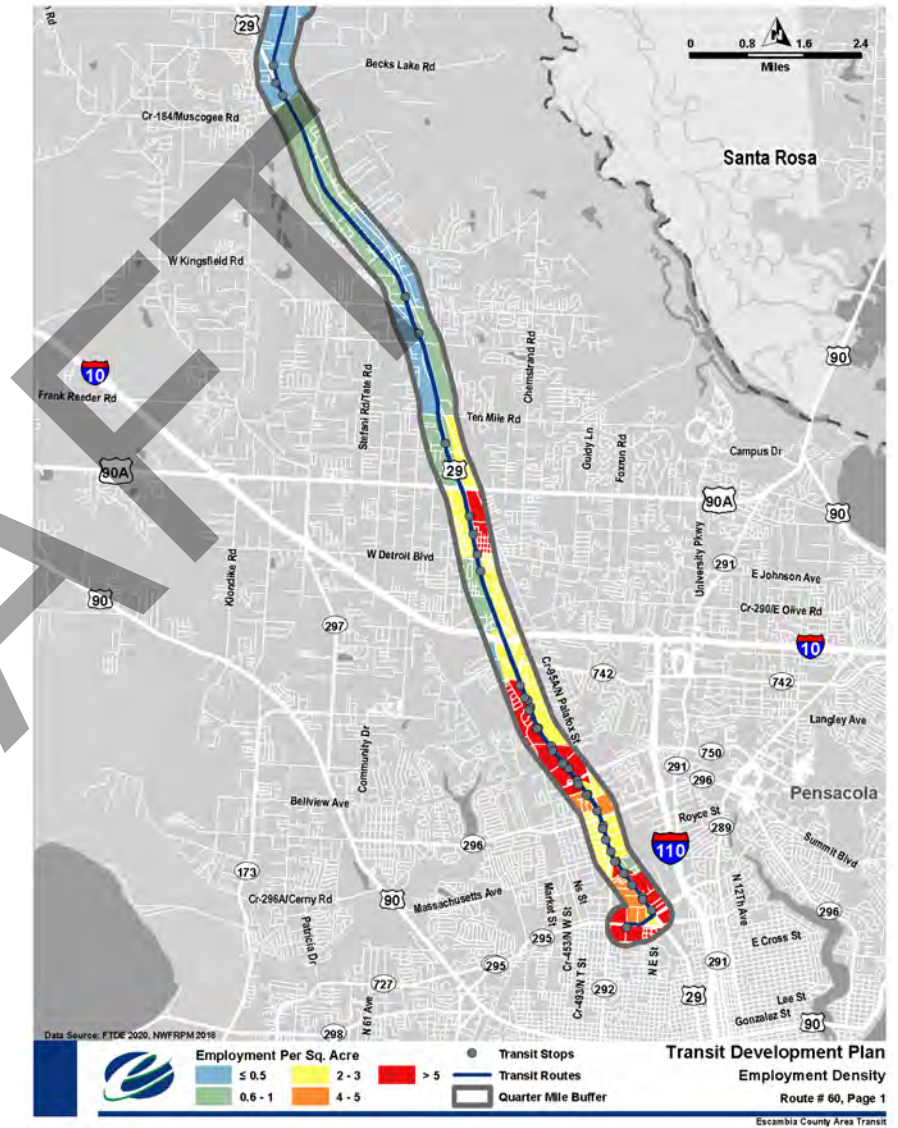 o Rd
29
Becks Lake Rd
N
0 0.8 1.6 2.4
Miles
Cr-184/Muscogee Rd
Santa Rosa
W Kingsfield Rd
10
Frank Reeder Rd
Stefani Rd/Tate Rd
Chemstrand Rd
90
Ten Mile Rd
Guidy Ln
Foxrun Rd
Campus Dr
90A
29
90A
90
W Detroit Blvd
Klondike Rd
University Pkwy
291
E Johnson Ave
90
Cr-290/E Olive Rd
297
10
Cr-95A/N Palafox St
742
742
Langley Ave
Community Dr
750
291
296
Pensacola
Bellview Ave
Royce St
289
296
110
Summit Blvd
173
Cr-296A/Cerny Rd
90
Massachusetts Ave
Market St
Ns St
N 12Th Ave
296
Patricia Dr
Cr-453/N W St
295
E Cross St
295
N E St
291
727
Cr-493/N T St
292
29
N 61 Ave
Lee St
Gonzalez St
90
298
Data Source: FTDE 2020, NWFRPM 2018
Employment Per Sq. Acre
≤ 0.5 2 - 3 > 5
0.6 - 1 4 - 5
Transit Stops
Transit Routes
Quarter Mile Buffer
Transit Development Plan
Employment Density
Route # 60, Page 1
Escambia County Area Transit